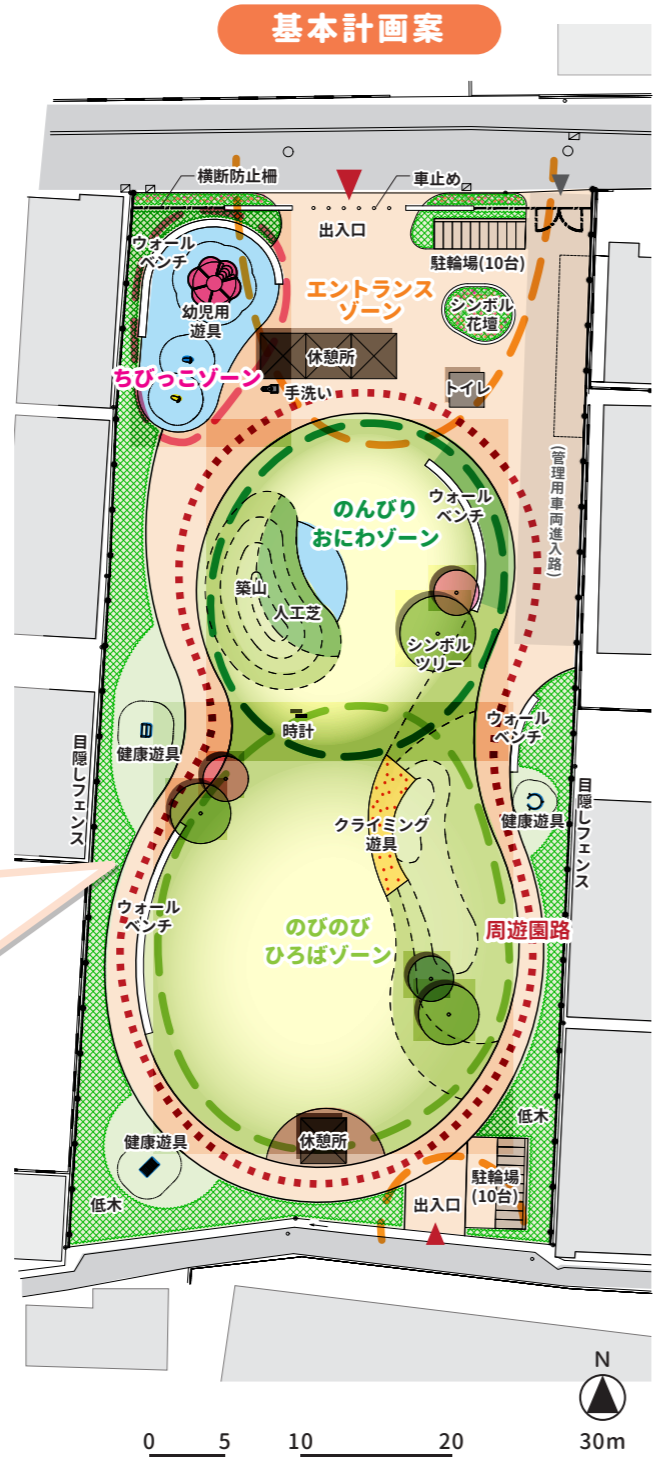 基本計画案
横断防止柵
車止め
出入口
ウォール
ベンチ
駐輪場(10台)
エントランス
ゾーン
シンボル
花壇
幼児用
遊具
休憩所
ちびっこゾーン
手洗い
トイレ
(管理用車両進入路)
のんびり
おにわゾーン
ウォール
ベンチ
築山
人工芝
シンボル
ツリー
時計
ウォール
ベンチ
健康遊具
目隠しフェンス
目隠しフェンス
健康遊具
クライミング
遊具
ウォール
ベンチ
のびのび
ひろばゾーン
周遊園路
低木
健康遊具
休憩所
駐輪場
(10台)
低木
出入口
N
0 5 10 20 30m